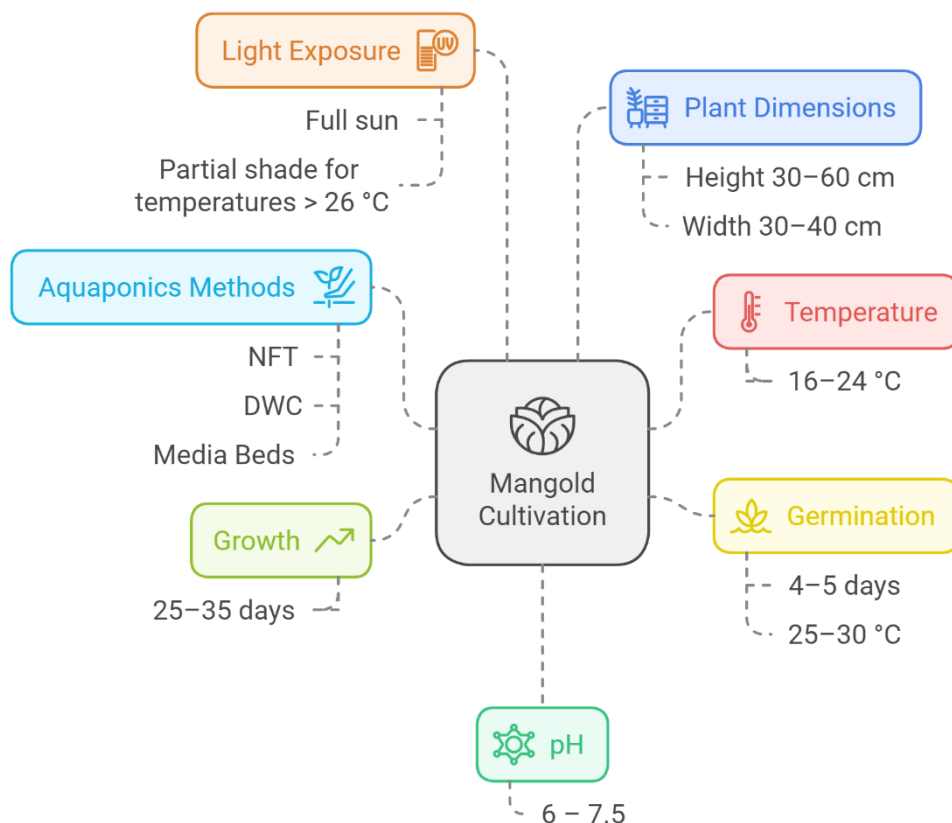 Light Exposure
UV
Full sun
Partial shade for
temperatures > 26 °C
Plant Dimensions
Height 30–60 cm
Width 30–40 cm
Aquaponics Methods
NFT
DWC
Media Beds
Temperature
16–24 °C
Mangold
Cultivation
Growth
25–35 days
Germination
4–5 days
25–30 °C
pH
6 – 7.5